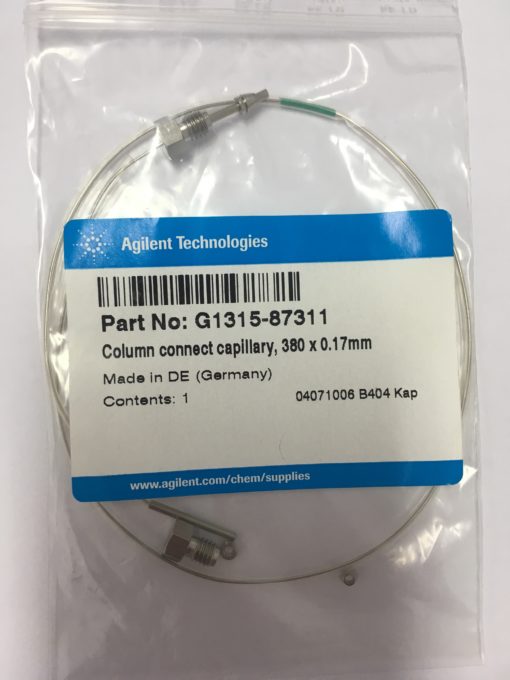 Agilent Technologies
Part No: G1315-87311
Column connect capillary, 380 x 0.17mm
Made in DE (Germany)
Contents: 1 04071006 B404 Kap
www.agilent.com/chem/supplies